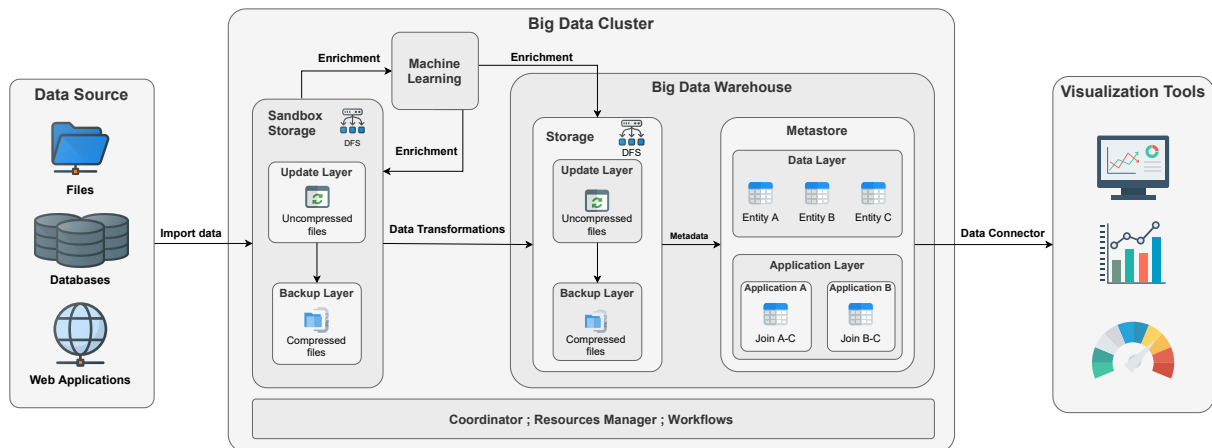 Big Data Cluster
Data Source
Files
Databases
Web Applications
Import data
Enrichment
Machine
Learning
Enrichment
Enrichment
Sandbox
Storage
DFS
Update Layer
Uncompressed
files
Backup Layer
Compressed
files
Data Transformations
Big Data Warehouse
Storage
DFS
Update Layer
Uncompressed
files
Backup Layer
Compressed
files
Metadata
Metastore
Data Layer
Entity A
Entity B
Entity C
Application Layer
Application A
Join A-C
Application B
Join B-C
Data Connector
Visualization Tools
Coordinator ; Resources Manager ; Workflows